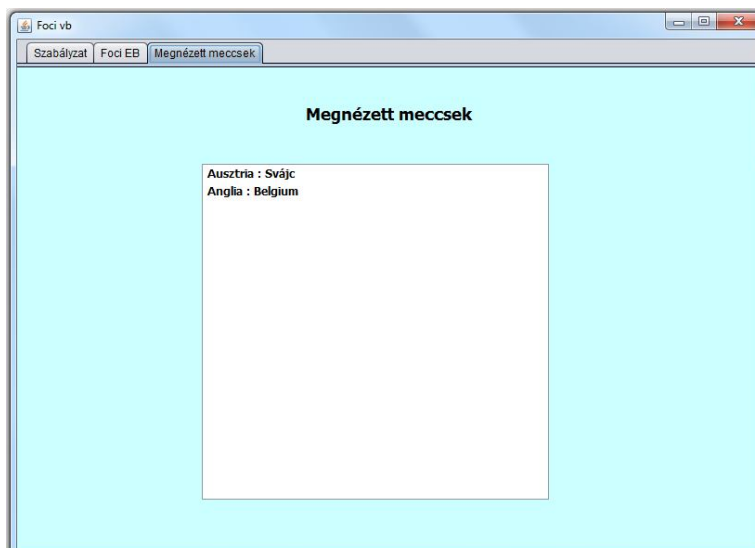 Foci vb
Szabályzat Foci EB Megnézett meccsek
Megnézett meccsek
Ausztria : Svájc
Anglia : Belgium